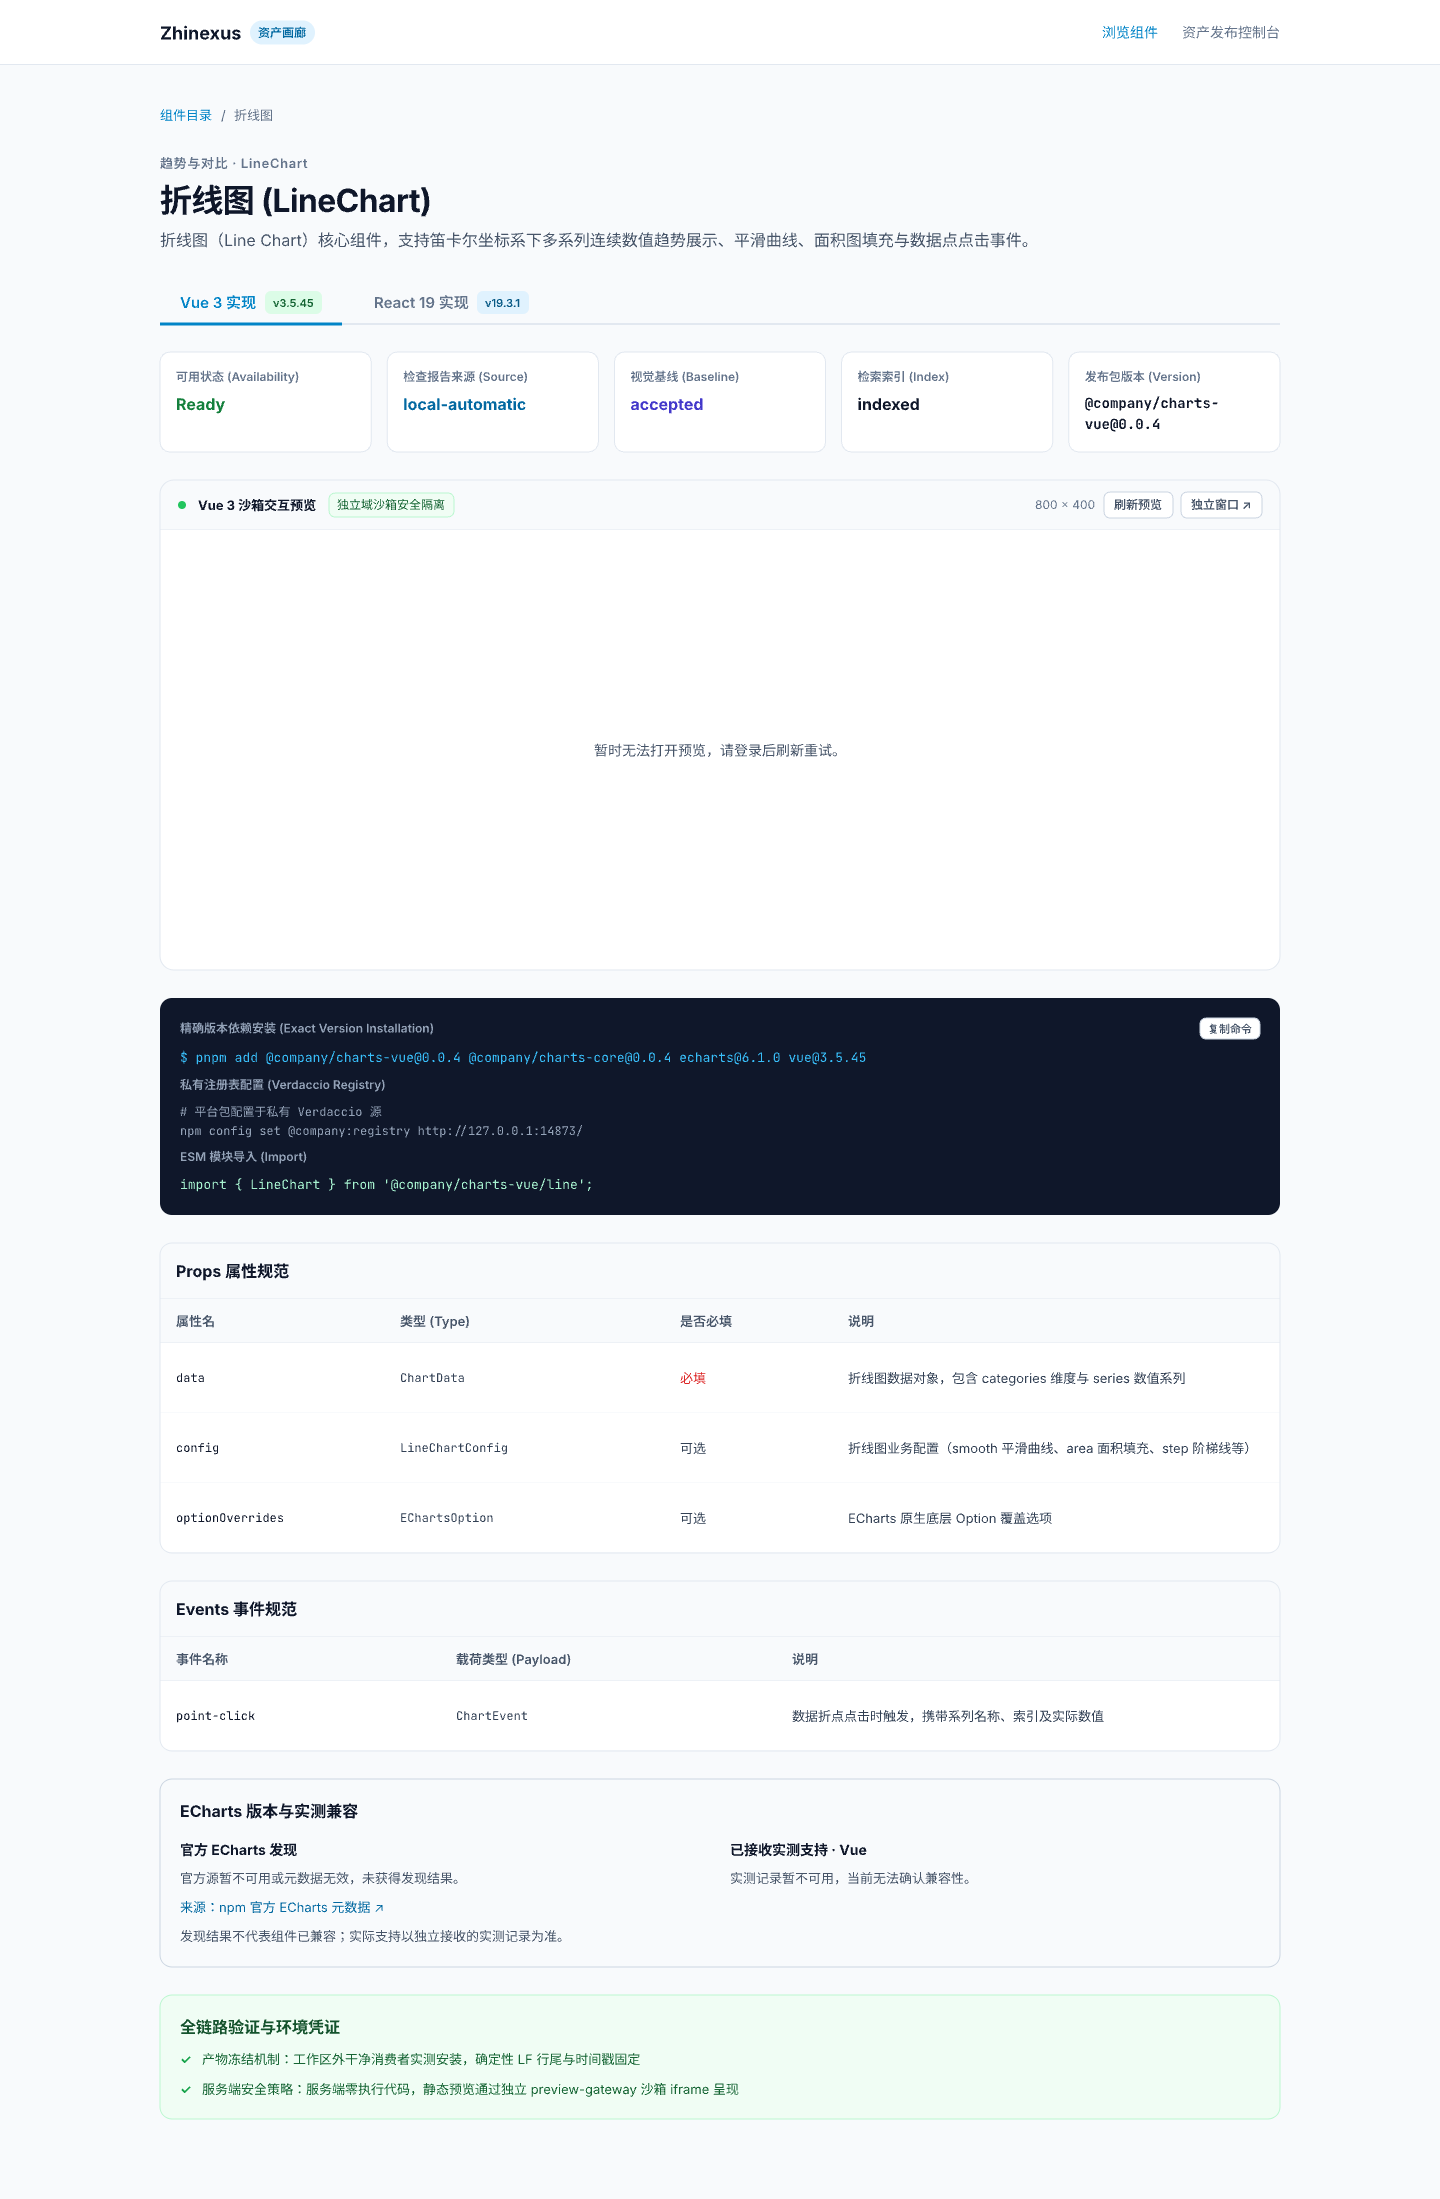 Zhinexus 资产画廊 浏览组件 资产发布控制台
组件目录 / 折线图
趋势与对比 · LineChart
折线图 (LineChart)
折线图（Line Chart）核心组件，支持笛卡尔坐标系下多系列连续数值趋势展示、平滑曲线、面积图填充与数据点点击事件。
Vue 3 实现 v3.5.45 React 19 实现 v19.3.1
可用状态 (Availability)
Ready
检查报告来源 (Source)
local-automatic
视觉基线 (Baseline)
accepted
检索索引 (Index)
indexed
发布包版本 (Version)
@company/charts-
vue@0.0.4
Vue 3 沙箱交互预览 独立域沙箱安全隔离 800 × 400 刷新预览 独立窗口 ↗
暂时无法打开预览，请登录后刷新重试。
精确版本依赖安装 (Exact Version Installation) 复制命令
$ pnpm add @company/charts-vue@0.0.4 @company/charts-core@0.0.4 echarts@6.1.0 vue@3.5.45
私有注册表配置 (Verdaccio Registry)
# 平台包配置于私有 Verdaccio 源
npm config set @company:registry http://127.0.0.1:14873/
ESM 模块导入 (Import)
import { LineChart } from '@company/charts-vue/line';
Props 属性规范
属性名 类型 (Type) 是否必填 说明
data ChartData 必填 折线图数据对象，包含 categories 维度与 series 数值系列
config LineChartConfig 可选 折线图业务配置（smooth 平滑曲线、area 面积填充、step 阶梯线等）
optionOverrides EChartsOption 可选 ECharts 原生底层 Option 覆盖选项
Events 事件规范
事件名称 载荷类型 (Payload) 说明
point-click ChartEvent 数据折点点击时触发，携带系列名称、索引及实际数值
ECharts 版本与实测兼容
官方 ECharts 发现
官方源暂不可用或元数据无效，未获得发现结果。
来源：npm 官方 ECharts 元数据 ↗
发现结果不代表组件已兼容；实际支持以独立接收的实测记录为准。
已接收实测支持 · Vue
实测记录暂不可用，当前无法确认兼容性。
全链路验证与环境凭证
✓ 产物冻结机制：工作区外干净消费者实测安装，确定性 LF 行尾与时间戳固定
✓ 服务端安全策略：服务端零执行代码，静态预览通过独立 preview-gateway 沙箱 iframe 呈现